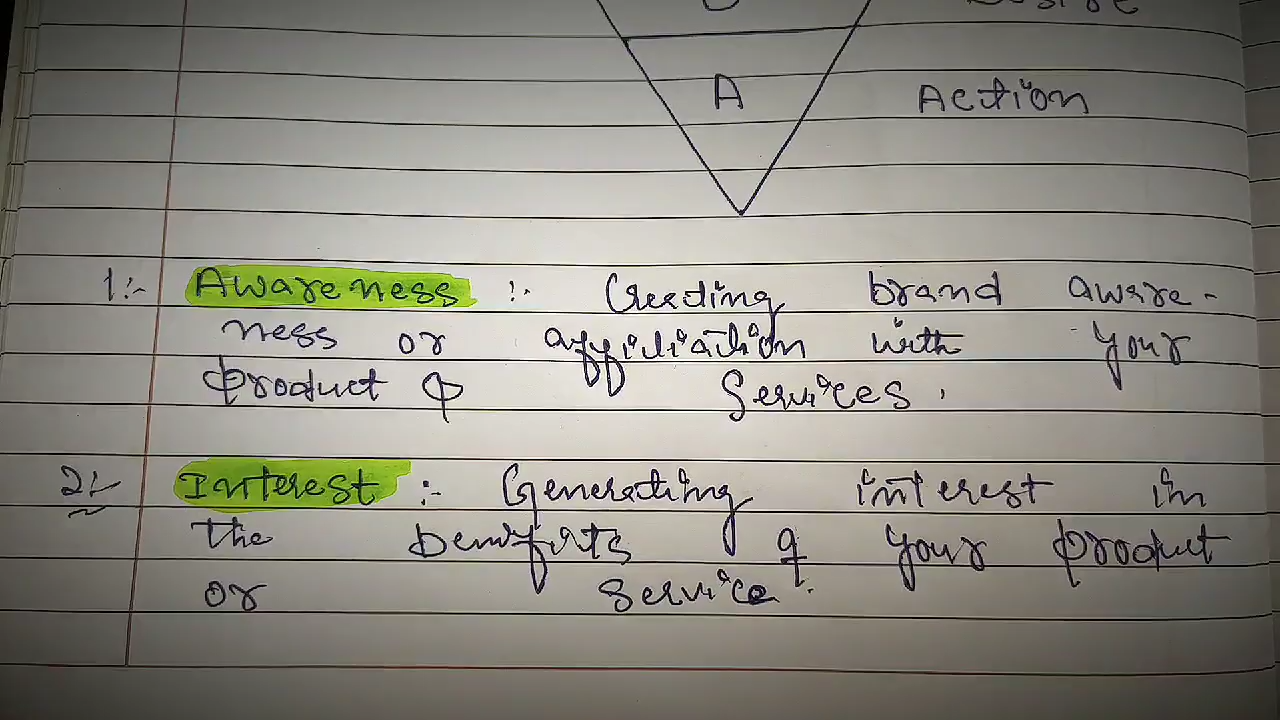 A Action
1:- Awareness :- Creating brand aware-
ness or affiliation with your
product & Services.
2:- Interest :- Generating interest in
the benifits of your product
or service.